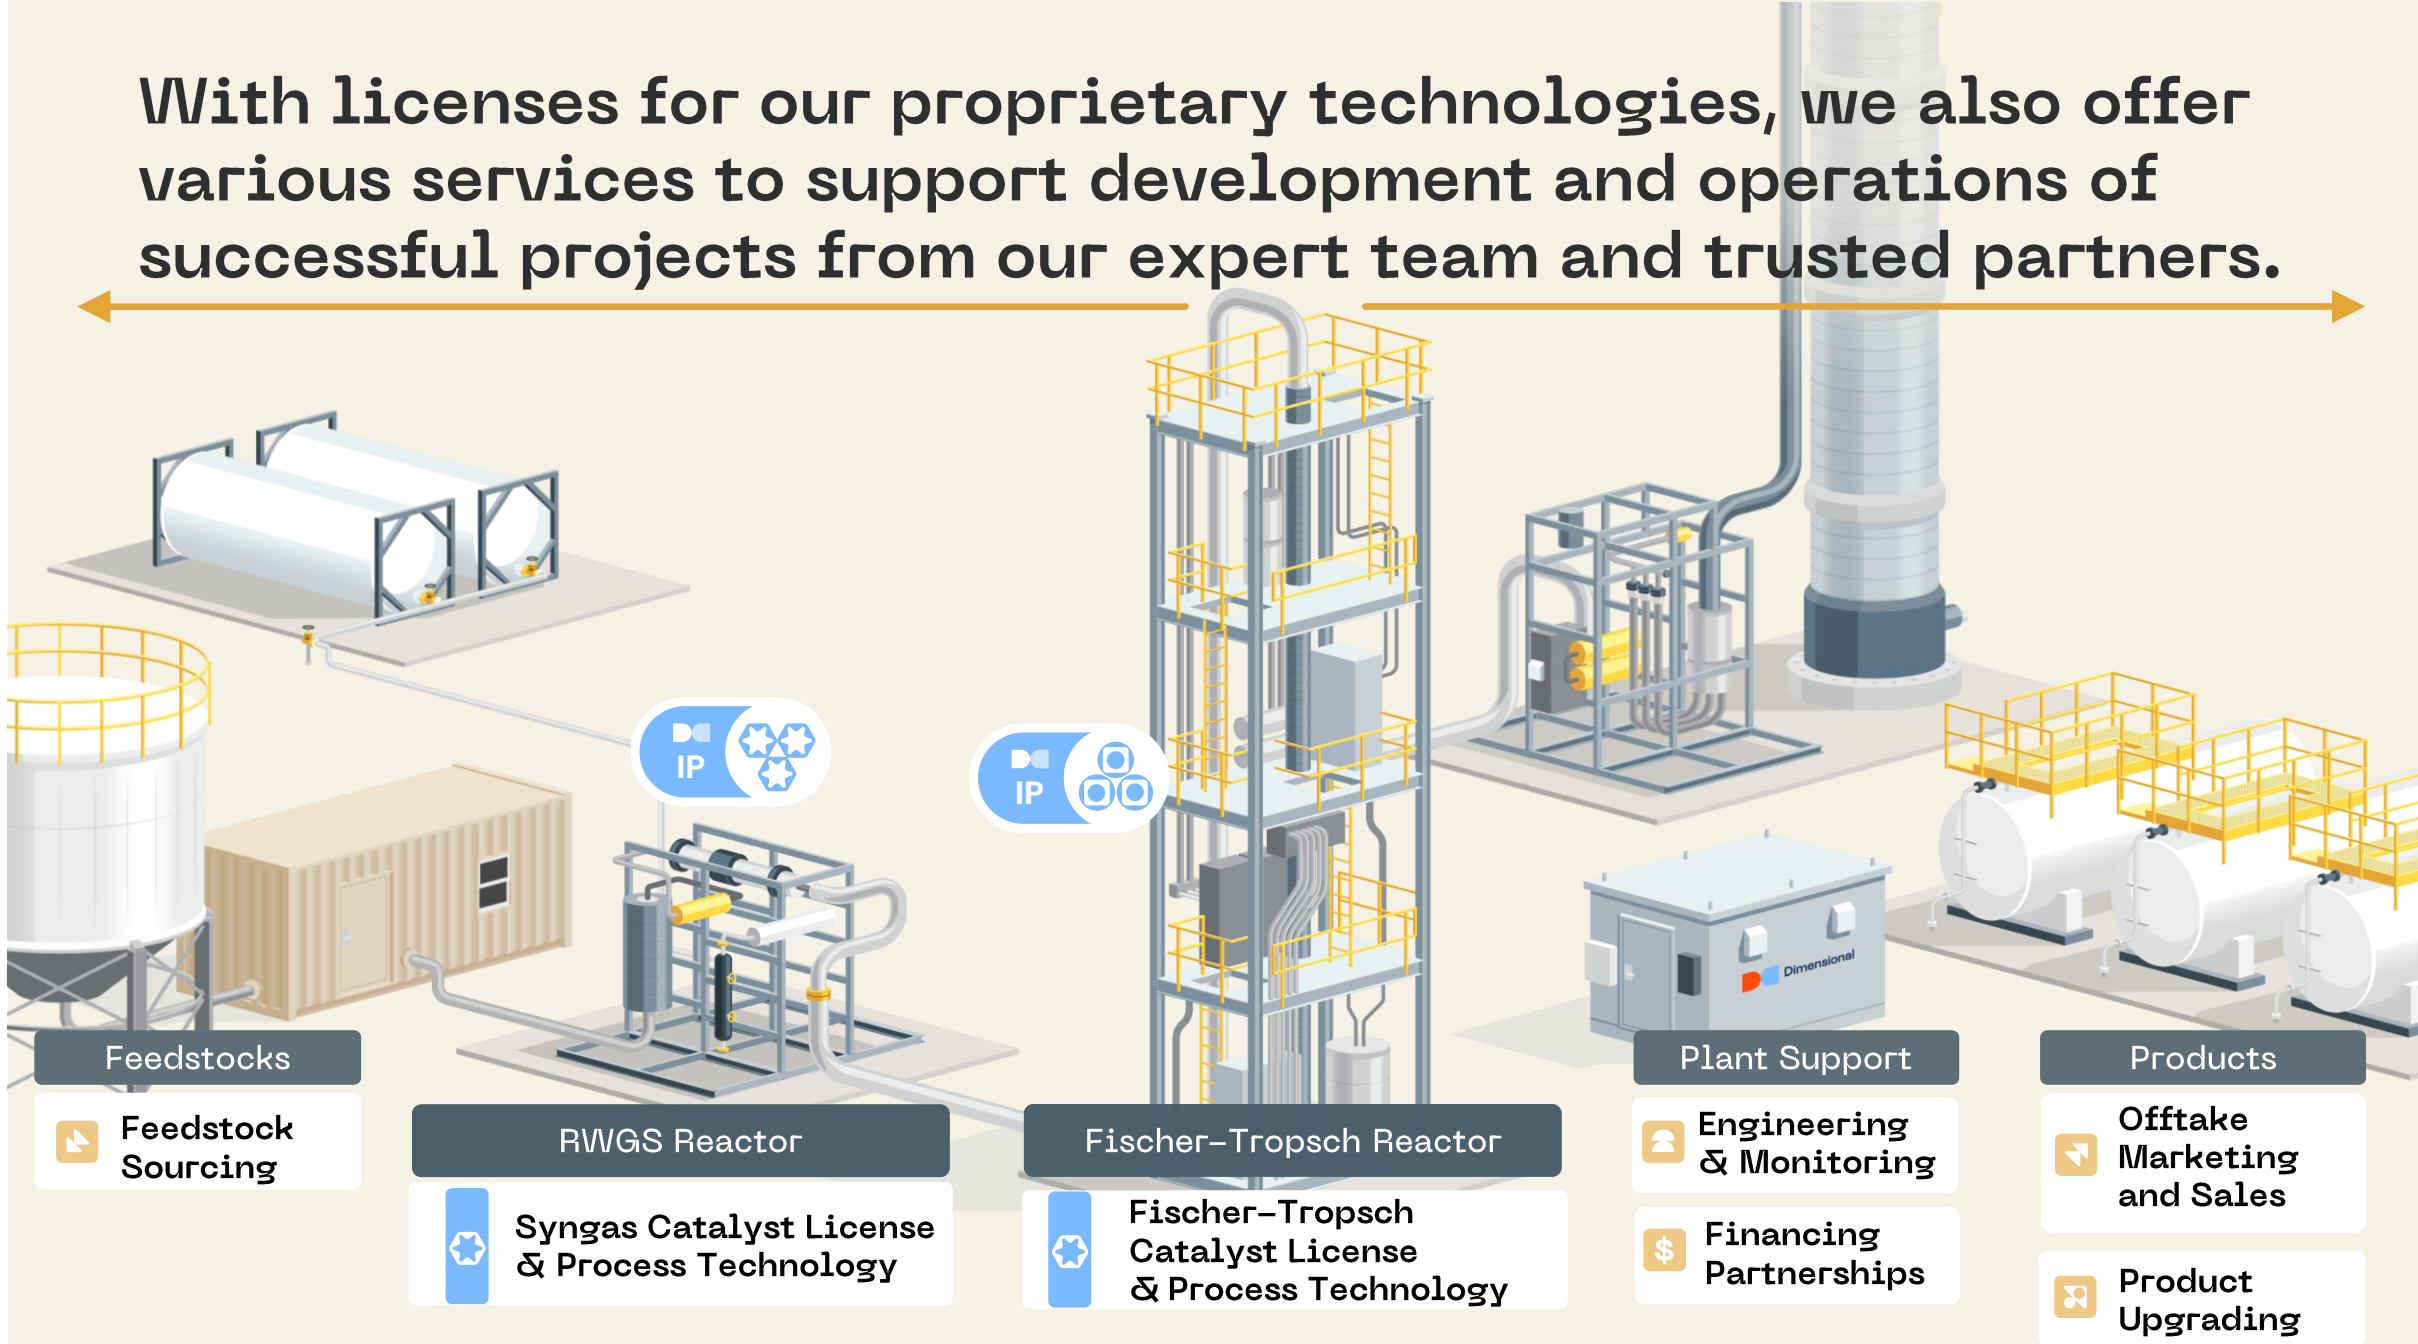 With licenses for our proprietary technologies, we also offer
various services to support development and operations of
successful projects from our expert team and trusted partners.
IP
IP
Dimensional
Feedstocks
Feedstock
Sourcing
RWGS Reactor
Syngas Catalyst License
& Process Technology
Fischer-Tropsch Reactor
Fischer-Tropsch
Catalyst License
& Process Technology
Plant Support
Engineering
& Monitoring
$
Financing
Partnerships
Products
Offtake
Marketing
and Sales
Product
Upgrading